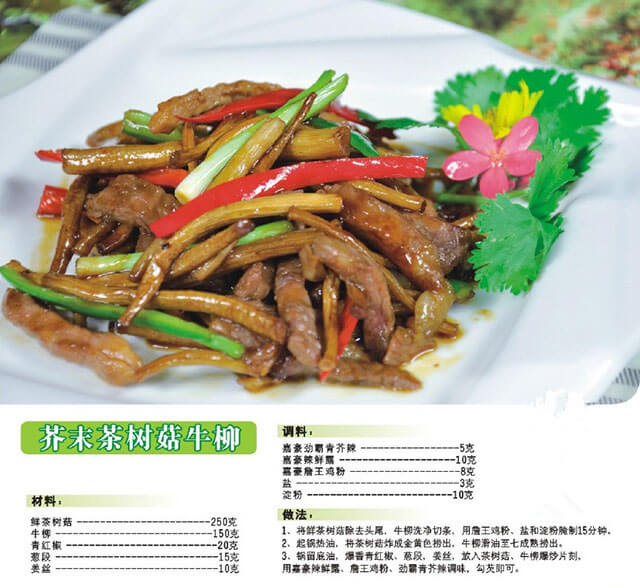 芥末茶树菇牛柳
材料：
鲜茶树菇------------------------250克
牛柳----------------------------150克
青红椒--------------------------20克
葱段----------------------------15克
姜丝----------------------------10克
调料：
嘉豪劲霸青芥辣------------------5克
嘉豪辣鲜露----------------------10克
嘉豪詹王鸡粉--------------------8克
盐------------------------------3克
淀粉----------------------------10克
做法：
1、将鲜茶树菇除去头尾，牛柳洗净切条，用詹王鸡粉、盐和淀粉腌制15分钟。
2、起锅热油，将茶树菇炸成金黄色捞出，牛柳滑油至七成熟捞出。
3、锅留底油，爆香青红椒、葱段、姜丝，放入茶树菇、牛柳爆炒片刻，
用嘉豪辣鲜露、詹王鸡粉、劲霸青芥辣调味，勾芡即可。